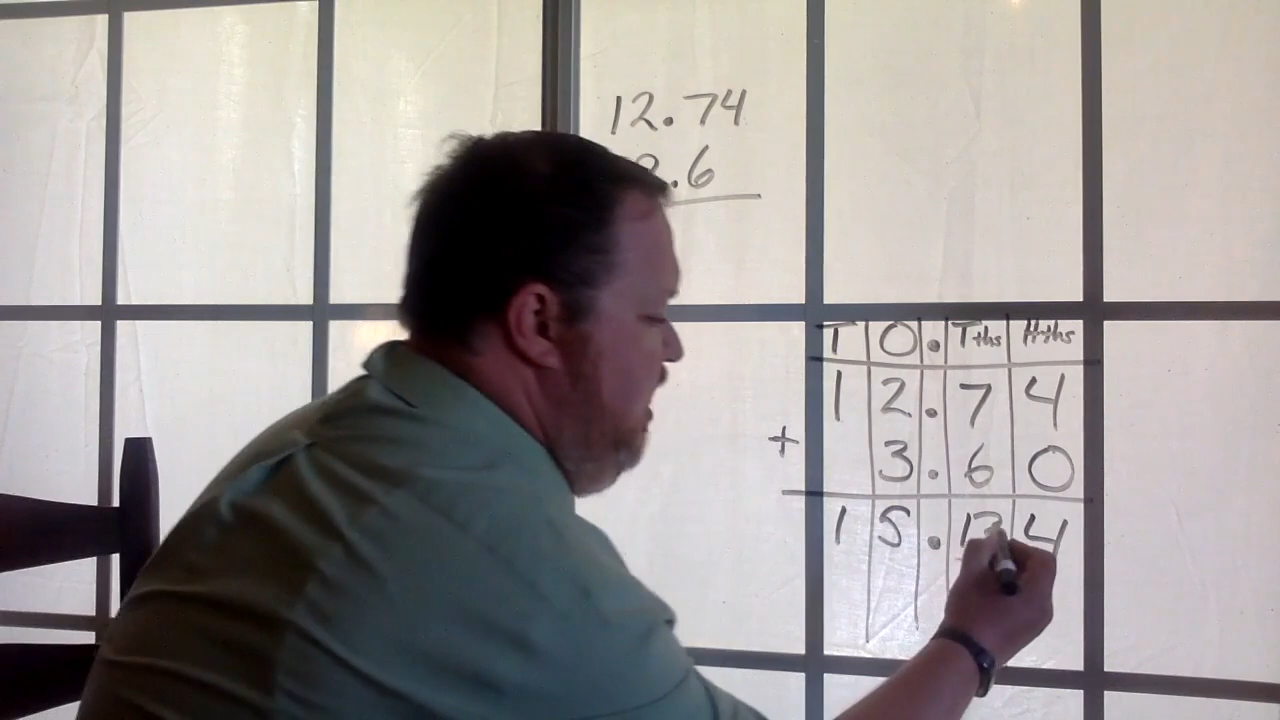 12.74
.6
T O . Tths Hths
1 2 . 7 4
+ 3 . 6 0
1 5 . 13 4